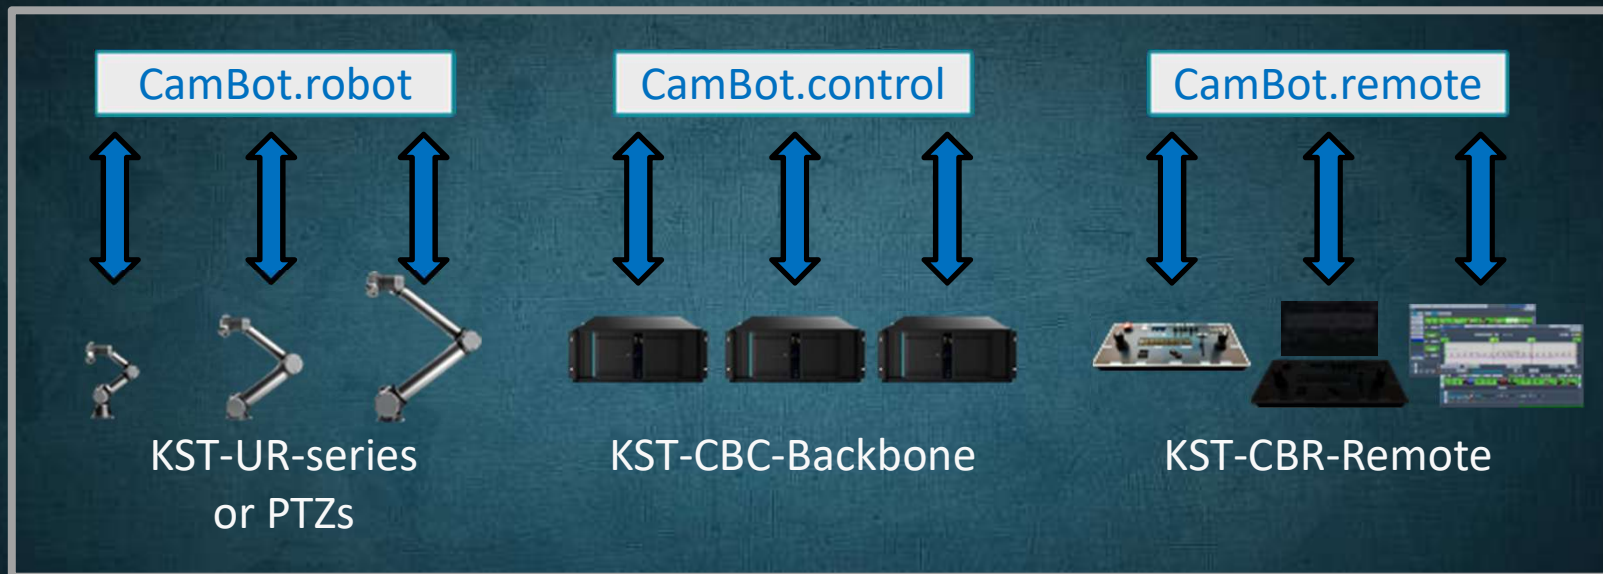 CamBot.robot
CamBot.control
CamBot.remote
KST-UR-series
or PTZs
KST-CBC-Backbone
KST-CBR-Remote